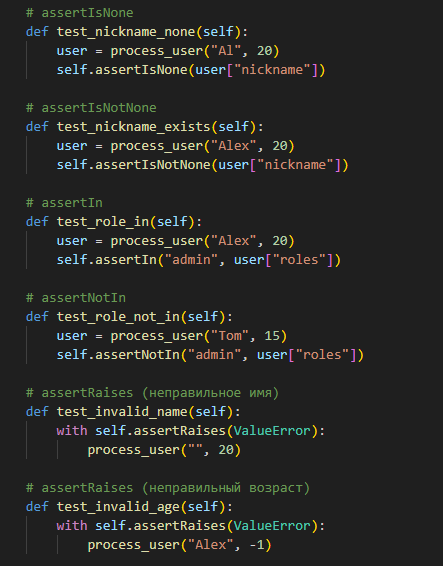 # assertIsNone
def test_nickname_none(self):
    user = process_user("Al", 20)
    self.assertIsNone(user["nickname"])

# assertIsNotNone
def test_nickname_exists(self):
    user = process_user("Alex", 20)
    self.assertIsNotNone(user["nickname"])

# assertIn
def test_role_in(self):
    user = process_user("Alex", 20)
    self.assertIn("admin", user["roles"])

# assertNotIn
def test_role_not_in(self):
    user = process_user("Tom", 15)
    self.assertNotIn("admin", user["roles"])

# assertRaises (неправильное имя)
def test_invalid_name(self):
    with self.assertRaises(ValueError):
        process_user("", 20)

# assertRaises (неправильный возраст)
def test_invalid_age(self):
    with self.assertRaises(ValueError):
        process_user("Alex", -1)